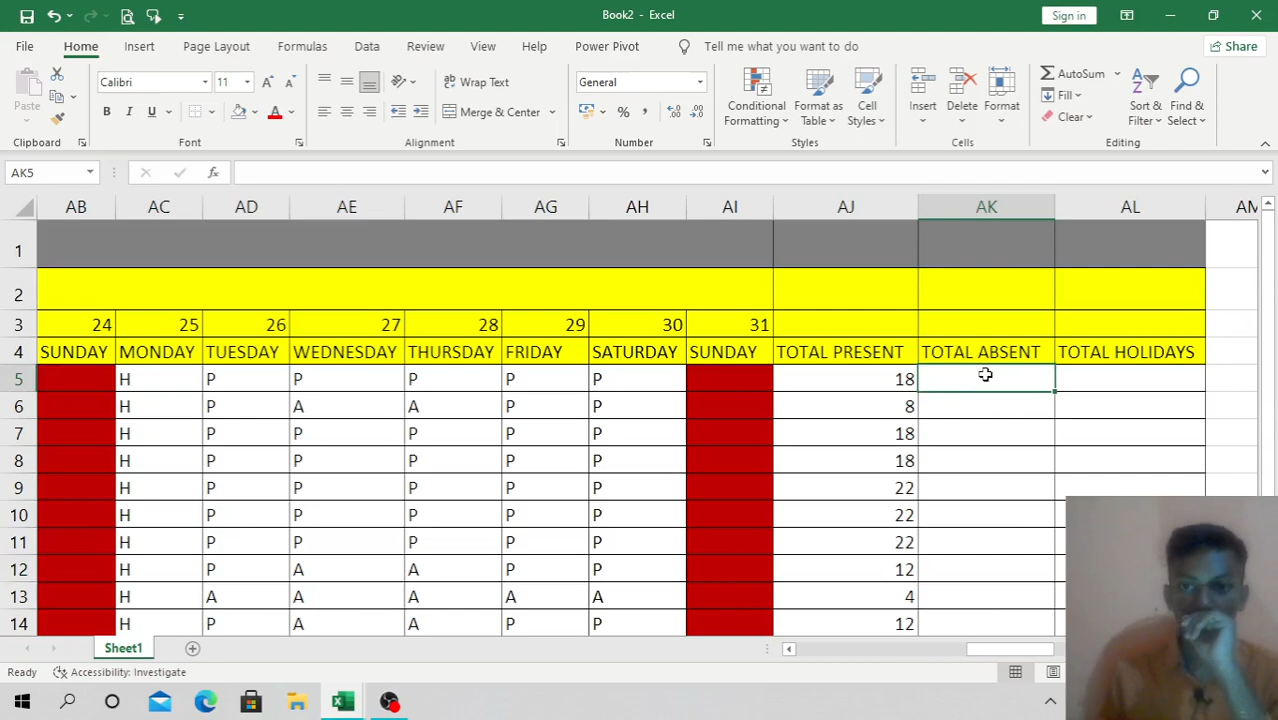 Book2 - Excel
Sign in
File Home Insert Page Layout Formulas Data Review View Help Power Pivot Tell me what you want to do Share
Calibri 11 Wrap Text General AutoSum
Paste B I U Merge & Center % , Conditional Formatting Format as Table Cell Styles Insert Delete Format Fill Clear Sort & Filter Find & Select
Clipboard Font Alignment Number Styles Cells Editing
AK5 fx
AB AC AD AE AF AG AH AI AJ AK AL AM
1
2
3 24 25 26 27 28 29 30 31
4 SUNDAY MONDAY TUESDAY WEDNESDAY THURSDAY FRIDAY SATURDAY SUNDAY TOTAL PRESENT TOTAL ABSENT TOTAL HOLIDAYS
5 H P P P P P 18
6 H P A A P P 8
7 H P P P P P 18
8 H P P P P P 18
9 H P P P P P 22
10 H P P P P P 22
11 H P P P P P 22
12 H P A A P P 12
13 H A A A A A 4
14 H P A A P P 12
Sheet1
Ready Accessibility: Investigate